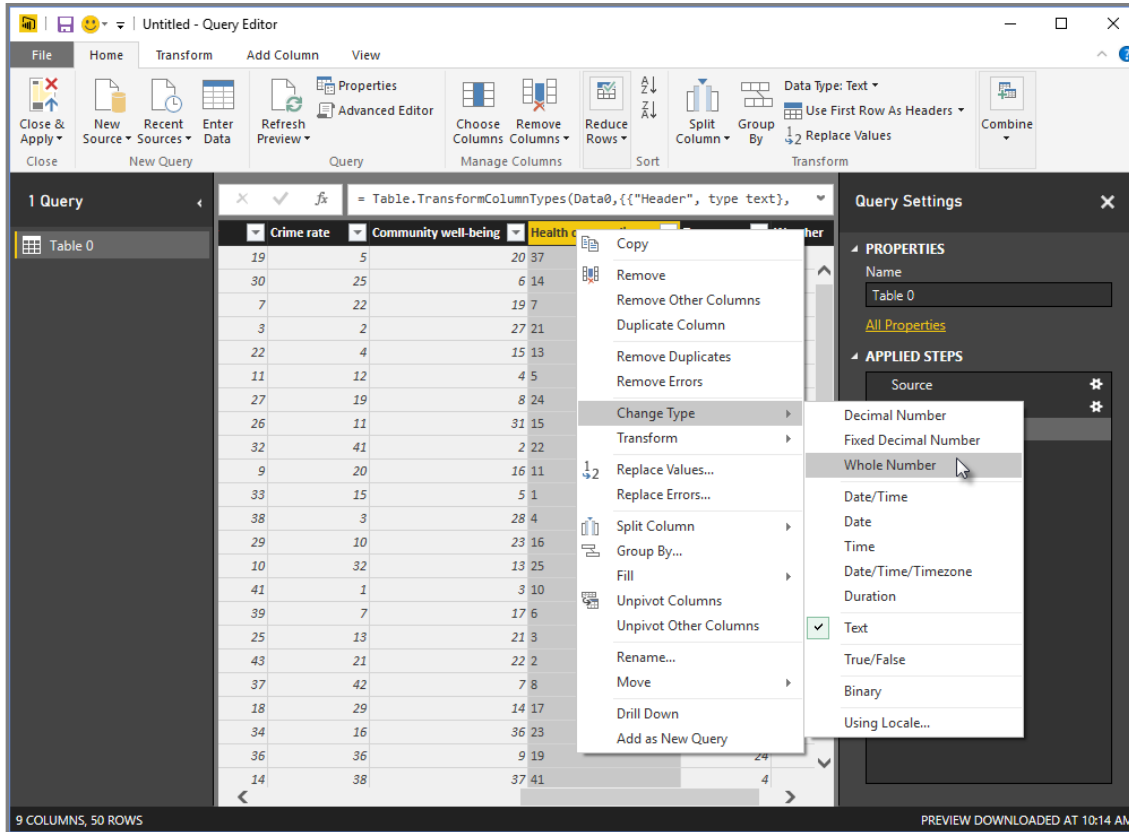 Untitled - Query Editor
File Home Transform Add Column View
Close & Apply
New Source
Recent Sources
Enter Data
Refresh Preview
Properties
Advanced Editor
Choose Columns
Remove Columns
Reduce Rows
Split Column
Group By
Data Type: Text
Use First Row As Headers
Replace Values
Combine
Close New Query Query Manage Columns Sort Transform
1 Query
Table 0
fx = Table.TransformColumnTypes(Data0,{{"Header", type text},
Crime rate Community well-being Health
19 5 20 37
30 25 6 14
7 22 19 7
3 2 27 21
22 4 15 13
11 12 4 5
27 19 8 24
26 11 31 15
32 41 2 22
9 20 16 11
33 15 5 1
38 3 28 4
29 10 23 16
10 32 13 25
41 1 3 10
39 7 17 6
25 13 21 3
43 21 22 2
37 42 7 8
18 29 14 17
34 16 36 23
36 36 9 19 24
14 38 37 41 4
Copy
Remove
Remove Other Columns
Duplicate Column
Remove Duplicates
Remove Errors
Change Type
Transform
Replace Values...
Replace Errors...
Split Column
Group By...
Fill
Unpivot Columns
Unpivot Other Columns
Rename...
Move
Drill Down
Add as New Query
Decimal Number
Fixed Decimal Number
Whole Number
Date/Time
Date
Time
Date/Time/Timezone
Duration
Text
True/False
Binary
Using Locale...
Query Settings
PROPERTIES
Name
Table 0
All Properties
APPLIED STEPS
Source
9 COLUMNS, 50 ROWS
PREVIEW DOWNLOADED AT 10:14 AM